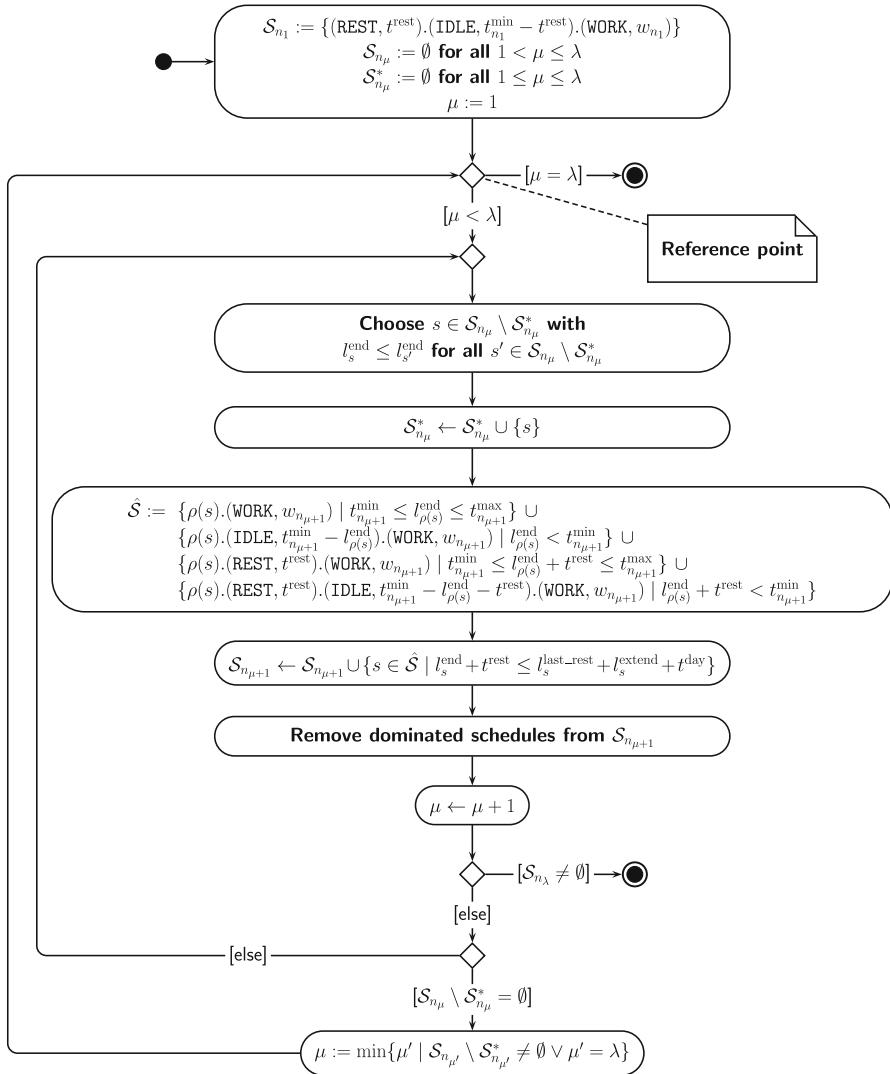 𝒮_{n_1} := {(REST, t^{rest}).(IDLE, t^{min}_{n_1} − t^{rest}).(WORK, w_{n_1})}
𝒮_{n_μ} := ∅ for all 1 < μ ≤ λ
𝒮*_{n_μ} := ∅ for all 1 ≤ μ ≤ λ
μ := 1
[μ = λ]
[μ < λ]
Reference point
Choose s ∈ 𝒮_{n_μ} \ 𝒮*_{n_μ} with
l^{end}_s ≤ l^{end}_{s′} for all s′ ∈ 𝒮_{n_μ} \ 𝒮*_{n_μ}
𝒮*_{n_μ} ← 𝒮*_{n_μ} ∪ {s}
𝒮̂ := {ρ(s).(WORK, w_{n_{μ+1}}) | t^{min}_{n_{μ+1}} ≤ l^{end}_{ρ(s)} ≤ t^{max}_{n_{μ+1}}} ∪
{ρ(s).(IDLE, t^{min}_{n_{μ+1}} − l^{end}_{ρ(s)}).(WORK, w_{n_{μ+1}}) | l^{end}_{ρ(s)} < t^{min}_{n_{μ+1}}} ∪
{ρ(s).(REST, t^{rest}).(WORK, w_{n_{μ+1}}) | t^{min}_{n_{μ+1}} ≤ l^{end}_{ρ(s)} + t^{rest} ≤ t^{max}_{n_{μ+1}}} ∪
{ρ(s).(REST, t^{rest}).(IDLE, t^{min}_{n_{μ+1}} − l^{end}_{ρ(s)} − t^{rest}).(WORK, w_{n_{μ+1}}) | l^{end}_{ρ(s)} + t^{rest} < t^{min}_{n_{μ+1}}}
𝒮_{n_{μ+1}} ← 𝒮_{n_{μ+1}} ∪ {s ∈ 𝒮̂ | l^{end}_s + t^{rest} ≤ l^{last_rest}_s + l^{extend}_s + t^{day}}
Remove dominated schedules from 𝒮_{n_{μ+1}}
μ ← μ + 1
[𝒮_{n_λ} ≠ ∅]
[else]
[else]
[𝒮_{n_μ} \ 𝒮*_{n_μ} = ∅]
μ := min{μ′ | 𝒮_{n_{μ′}} \ 𝒮*_{n_{μ′}} ≠ ∅ ∨ μ′ = λ}